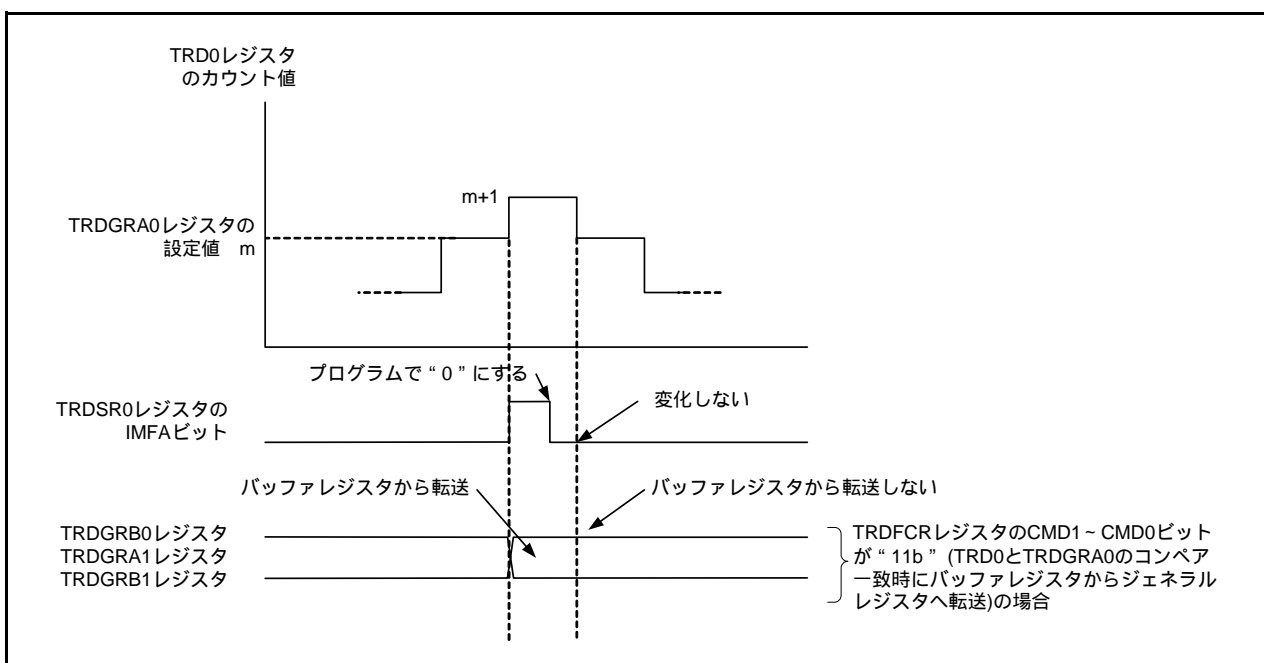 TRD0レジスタ
のカウント値
m+1
TRDGRA0レジスタの
設定値 m
プログラムで“0”にする
変化しない
TRDSR0レジスタの
IMFAビット
バッファレジスタから転送
バッファレジスタから転送しない
TRDGRB0レジスタ
TRDGRA1レジスタ
TRDGRB1レジスタ
TRDFCRレジスタのCMD1~CMD0ビット
が“11b”(TRD0とTRDGRA0のコンペア
一致時にバッファレジスタからジェネラル
レジスタへ転送)の場合